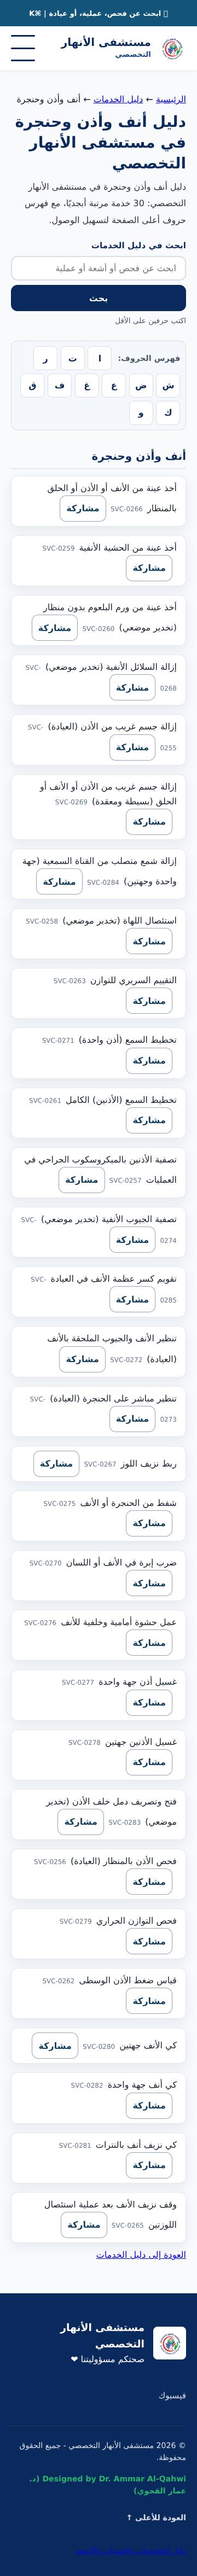 ابحث عن فحص، عملية، أو عيادة | ⌘K
مستشفى الأنهار
التخصصي
الرئيسية ← دليل الخدمات ← أنف وأذن وحنجرة
دليل أنف وأذن وحنجرة
في مستشفى الأنهار
التخصصي
دليل أنف وأذن وحنجرة في مستشفى الأنهار
التخصصي: 30 خدمة مرتبة أبجديًا، مع فهرس
حروف أعلى الصفحة لتسهيل الوصول.
ابحث في دليل الخدمات
ابحث عن فحص أو أشعة أو عملية
بحث
اكتب حرفين على الأقل
فهرس الحروف: ا ت ر
ش ص ع غ ف ق
ك و
أنف وأذن وحنجرة
أخذ عينة من الأنف أو الأذن أو الحلق
بالمنظار SVC-0266 مشاركة
أخذ عينة من الحشية الأنفية SVC-0259
مشاركة
أخذ عينة من ورم البلعوم بدون منظار
(تخدير موضعي) SVC-0260 مشاركة
إزالة السلائل الأنفية (تخدير موضعي) SVC-
0268 مشاركة
إزالة جسم غريب من الأذن (العيادة) SVC-
0255 مشاركة
إزالة جسم غريب من الأذن أو الأنف أو
الحلق (بسيطة ومعقدة) SVC-0269
مشاركة
إزالة شمع متصلب من القناة السمعية (جهة
واحدة وجهتين) SVC-0284 مشاركة
استئصال اللهاة (تخدير موضعي) SVC-0258
مشاركة
التقييم السريري للتوازن SVC-0263
مشاركة
تخطيط السمع (أذن واحدة) SVC-0271
مشاركة
تخطيط السمع (الأذنين) الكامل SVC-0261
مشاركة
تصفية الأذنين بالميكروسكوب الجراحي في
العمليات SVC-0257 مشاركة
تصفية الجيوب الأنفية (تخدير موضعي) SVC-
0274 مشاركة
تقويم كسر عظمة الأنف في العيادة SVC-
0285 مشاركة
تنظير الأنف والجيوب الملحقة بالأنف
(العيادة) SVC-0272 مشاركة
تنظير مباشر على الحنجرة (العيادة) SVC-
0273 مشاركة
ربط نزيف اللوز SVC-0267 مشاركة
شفط من الحنجرة أو الأنف SVC-0275
مشاركة
ضرب إبرة في الأنف أو اللسان SVC-0270
مشاركة
عمل حشوة أمامية وخلفية للأنف SVC-0276
مشاركة
غسيل أذن جهة واحدة SVC-0277
مشاركة
غسيل الأذنين جهتين SVC-0278
مشاركة
فتح وتصريف دمل خلف الأذن (تخدير
موضعي) SVC-0283 مشاركة
فحص الأذن بالمنظار (العيادة) SVC-0256
مشاركة
فحص التوازن الحراري SVC-0279
مشاركة
قياس ضغط الأذن الوسطى SVC-0262
مشاركة
كي الأنف جهتين SVC-0280 مشاركة
كي أنف جهة واحدة SVC-0282
مشاركة
كي نزيف أنف بالنترات SVC-0281
مشاركة
وقف نزيف الأنف بعد عملية استئصال
اللوزتين SVC-0265 مشاركة
العودة إلى دليل الخدمات
مستشفى الأنهار
التخصصي
صحتكم مسؤوليتنا ❤
فيسبوك
© 2026 مستشفى الأنهار التخصصي - جميع الحقوق
محفوظة.
Designed by Dr. Ammar Al-Qahwi (د.
عمار القحوي)
العودة للأعلى ↑